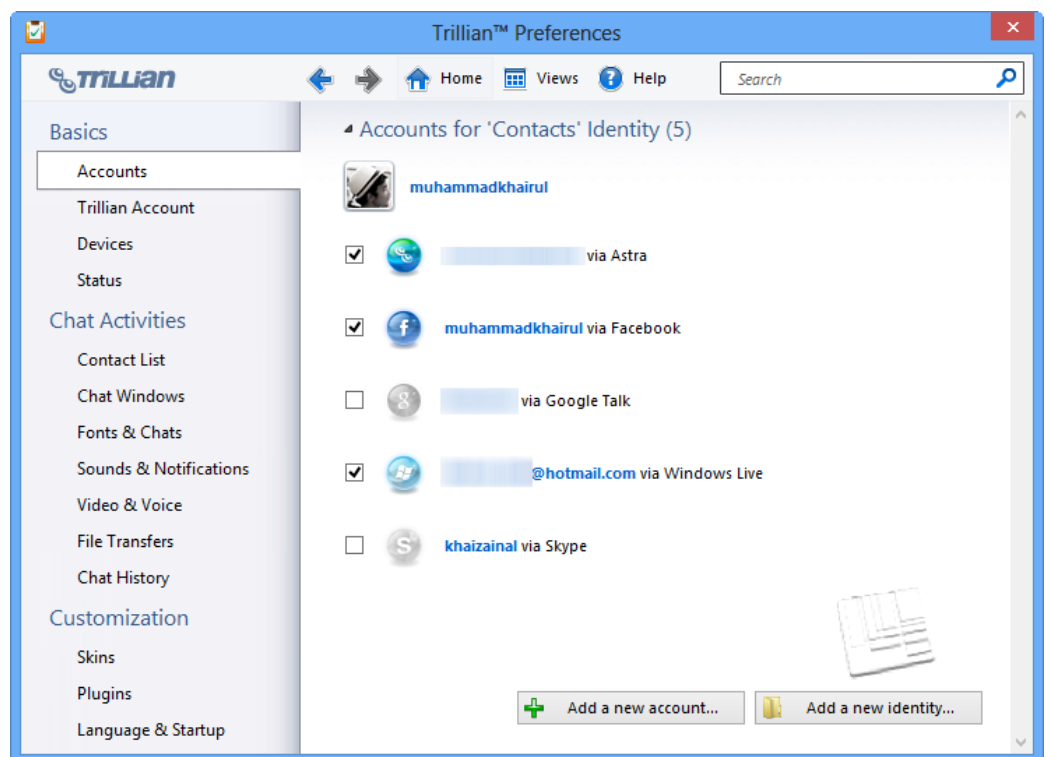 Trillian™ Preferences
TRILLIAN
Home Views Help Search
Basics
Accounts
Trillian Account
Devices
Status
Chat Activities
Contact List
Chat Windows
Fonts & Chats
Sounds & Notifications
Video & Voice
File Transfers
Chat History
Customization
Skins
Plugins
Language & Startup
Accounts for 'Contacts' Identity (5)
muhammadkhairul
via Astra
muhammadkhairul via Facebook
via Google Talk
@hotmail.com via Windows Live
khaizainal via Skype
Add a new account... Add a new identity...